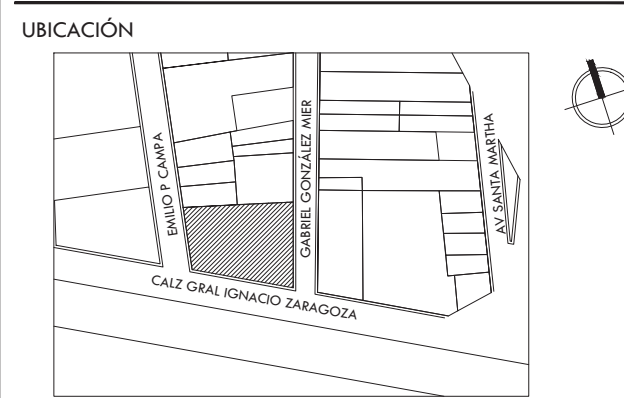 UBICACIÓN
EMILIO P CAMPA
GABRIEL GONZÁLEZ MIER
AV SANTA MARTHA
CALZ GRAL IGNACIO ZARAGOZA